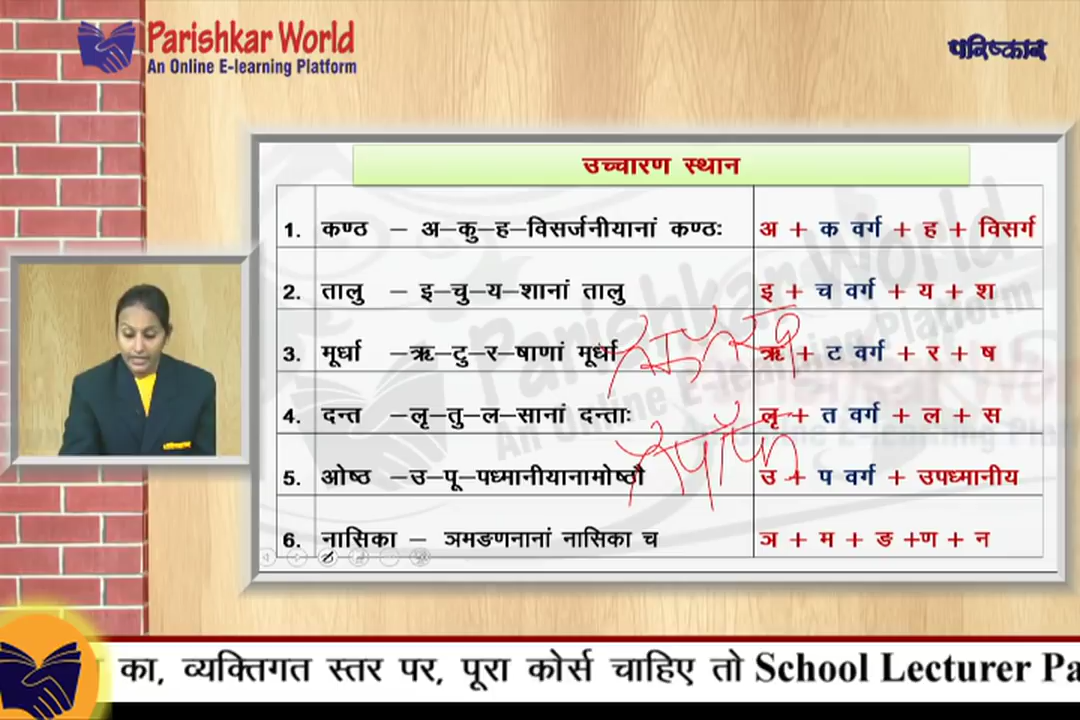 Parishkar World
An Online E-learning Platform
परिष्कार
उच्चारण स्थान
1. कण्ठ – अ–कु–ह–विसर्जनीयानां कण्ठः अ + क वर्ग + ह + विसर्ग
2. तालु – इ–चु–य–शानां तालु इ + च वर्ग + य + श
3. मूर्धा –ऋ–टु–र–षाणां मूर्धा ऋ + ट वर्ग + र + ष
4. दन्त –लृ–तु–ल–सानां दन्ताः लृ + त वर्ग + ल + स
5. ओष्ठ –उ–पू–पध्मानीयानामोष्ठौ उ + प वर्ग + उपध्मानीय
6. नासिका – ञमङणनानां नासिका च ञ + म + ङ +ण + न
का, व्यक्तिगत स्तर पर, पूरा कोर्स चाहिए तो School Lecturer Pa